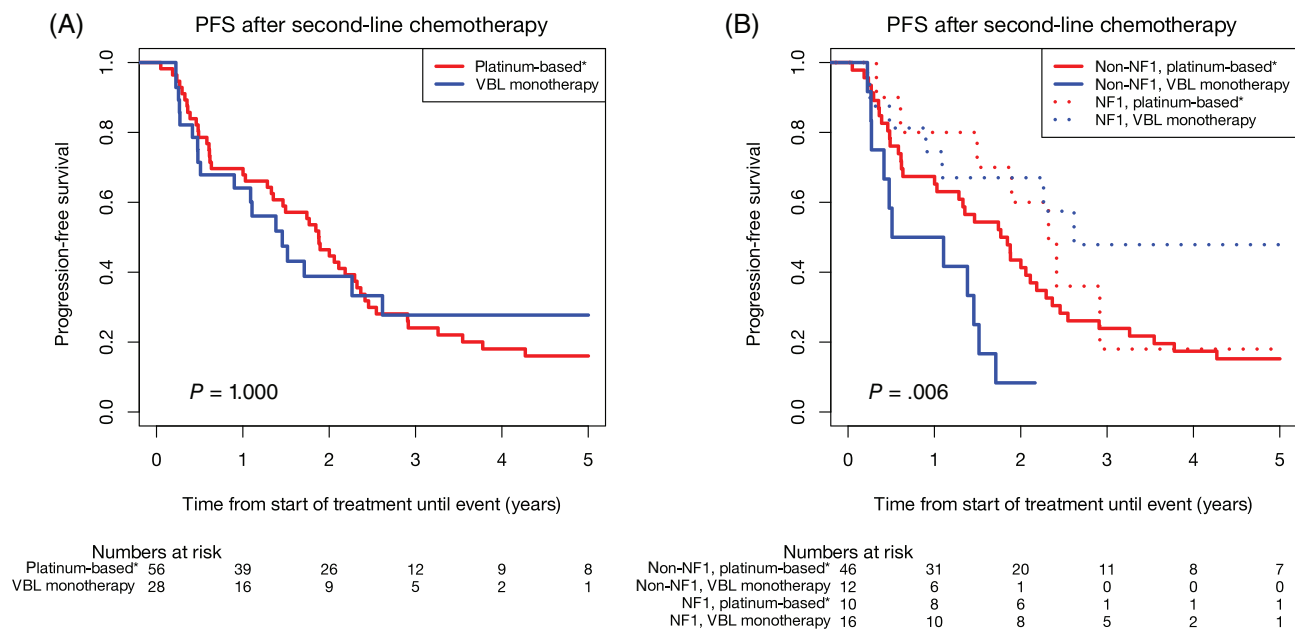 (A)
PFS after second-line chemotherapy
Platinum-based*
VBL monotherapy
Progression-free survival
1.0
0.8
0.6
0.4
0.2
0.0
P = 1.000
0 1 2 3 4 5
Time from start of treatment until event (years)
Numbers at risk
Platinum-based* 56 39 26 12 9 8
VBL monotherapy 28 16 9 5 2 1
(B)
PFS after second-line chemotherapy
Non-NF1, platinum-based*
Non-NF1, VBL monotherapy
NF1, platinum-based*
NF1, VBL monotherapy
Progression-free survival
1.0
0.8
0.6
0.4
0.2
0.0
P = .006
0 1 2 3 4 5
Time from start of treatment until event (years)
Numbers at risk
Non-NF1, platinum-based* 46 31 20 11 8 7
Non-NF1, VBL monotherapy 12 6 1 0 0 0
NF1, platinum-based* 10 8 6 1 1 1
NF1, VBL monotherapy 16 10 8 5 2 1